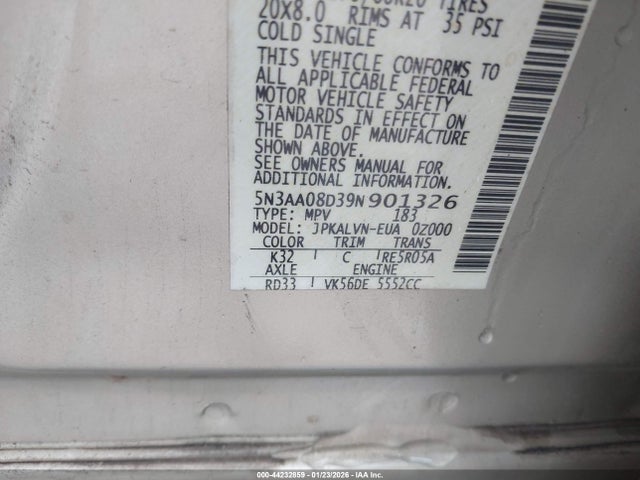 TIRES
20X8.0 RIMS AT 35 PSI
COLD SINGLE
THIS VEHICLE CONFORMS TO
ALL APPLICABLE FEDERAL
MOTOR VEHICLE SAFETY
STANDARDS IN EFFECT ON
THE DATE OF MANUFACTURE
SHOWN ABOVE.
SEE OWNERS MANUAL FOR
ADDITIONAL INFORMATION.
5N3AA08D39N901326
TYPE: MPV 183
MODEL: JPKALVN-EUA 0Z000
COLOR TRIM TRANS
K32 C RE5R05A
AXLE ENGINE
RD33 VK56DE 5552CC
000-44232859 - 01/23/2026 - IAA Inc.